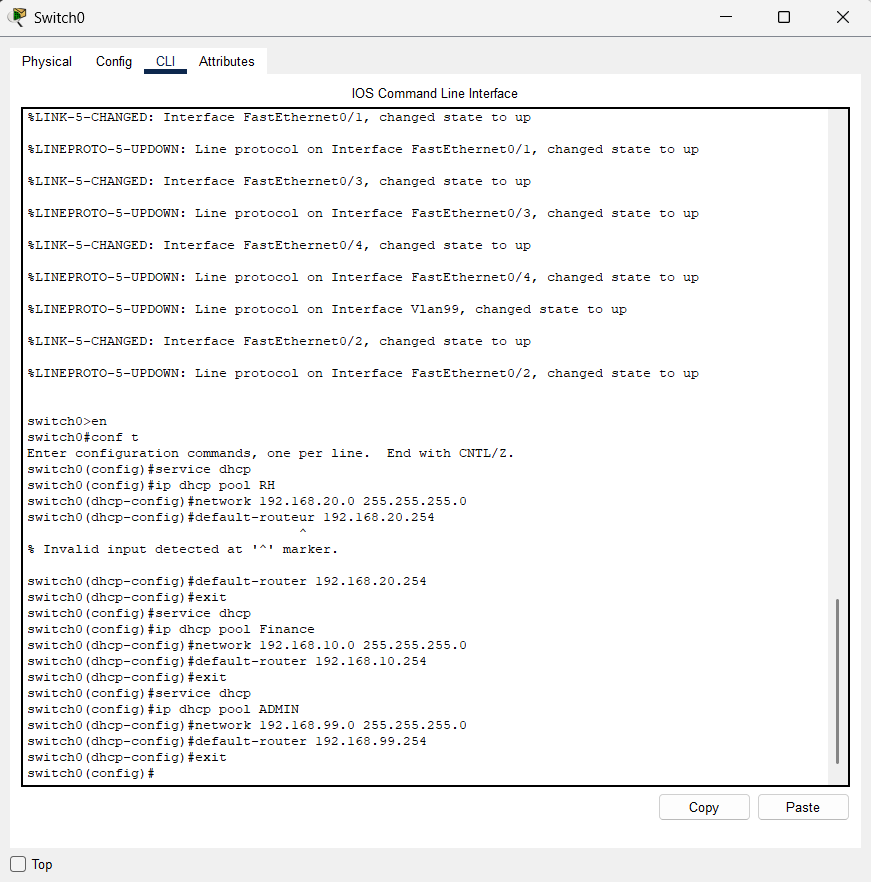 Switch0
Physical Config CLI Attributes
IOS Command Line Interface
%LINK-5-CHANGED: Interface FastEthernet0/1, changed state to up
%LINEPROTO-5-UPDOWN: Line protocol on Interface FastEthernet0/1, changed state to up
%LINK-5-CHANGED: Interface FastEthernet0/3, changed state to up
%LINEPROTO-5-UPDOWN: Line protocol on Interface FastEthernet0/3, changed state to up
%LINK-5-CHANGED: Interface FastEthernet0/4, changed state to up
%LINEPROTO-5-UPDOWN: Line protocol on Interface FastEthernet0/4, changed state to up
%LINEPROTO-5-UPDOWN: Line protocol on Interface Vlan99, changed state to up
%LINK-5-CHANGED: Interface FastEthernet0/2, changed state to up
%LINEPROTO-5-UPDOWN: Line protocol on Interface FastEthernet0/2, changed state to up
switch0>en
switch0#conf t
Enter configuration commands, one per line.  End with CNTL/Z.
switch0(config)#service dhcp
switch0(config)#ip dhcp pool RH
switch0(dhcp-config)#network 192.168.20.0 255.255.255.0
switch0(dhcp-config)#default-routeur 192.168.20.254
^
% Invalid input detected at '^' marker.
switch0(dhcp-config)#default-router 192.168.20.254
switch0(dhcp-config)#exit
switch0(config)#service dhcp
switch0(config)#ip dhcp pool Finance
switch0(dhcp-config)#network 192.168.10.0 255.255.255.0
switch0(dhcp-config)#default-router 192.168.10.254
switch0(dhcp-config)#exit
switch0(config)#service dhcp
switch0(config)#ip dhcp pool ADMIN
switch0(dhcp-config)#network 192.168.99.0 255.255.255.0
switch0(dhcp-config)#default-router 192.168.99.254
switch0(dhcp-config)#exit
switch0(config)#
Copy Paste
Top